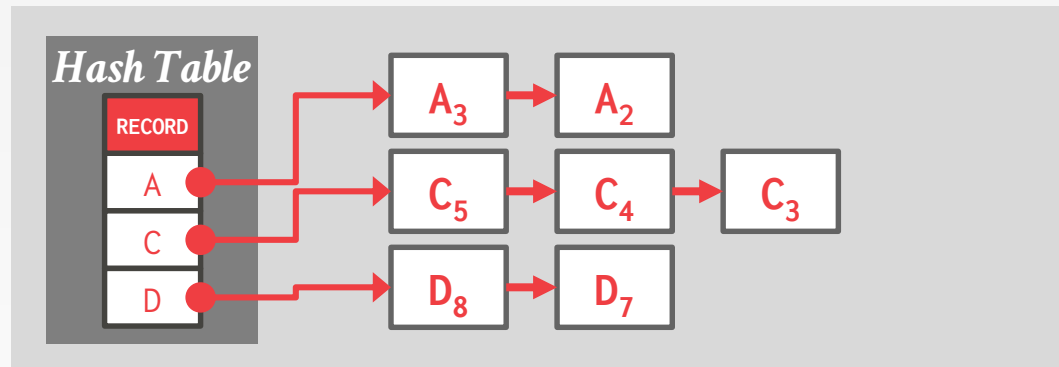 Hash Table
RECORD
A
C
D
A₃
A₂
C₅
C₄
C₃
D₈
D₇